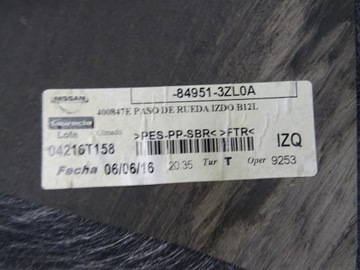 -84951-3ZL0A
NISSAN
400847E PASO DE RUEDA IZDO B12L
faurecia
Lote
>PES-PP-SBR<>FTR<
04216T158
IZQ
Fecha 06/06/16 20:35 Tur T Oper 9253